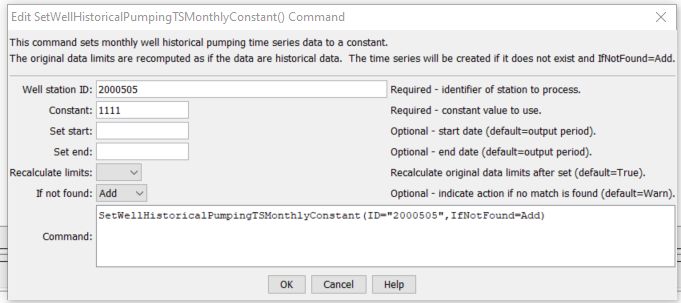 Edit SetWellHistoricalPumpingTSMonthlyConstant() Command
This command sets monthly well historical pumping time series data to a constant.
The original data limits are recomputed as if the data are historical data.  The time series will be created if it does not exist and IfNotFound=Add.
Well station ID: 2000505 Required - identifier of station to process.
Constant: 1111 Required - constant value to use.
Set start: Optional - start date (default=output period).
Set end: Optional - end date (default=output period).
Recalculate limits: Recalculate original data limits after set (default=True).
If not found: Add Optional - indicate action if no match is found (default=Warn).
SetWellHistoricalPumpingTSMonthlyConstant(ID="2000505",IfNotFound=Add)
Command:
OK Cancel Help